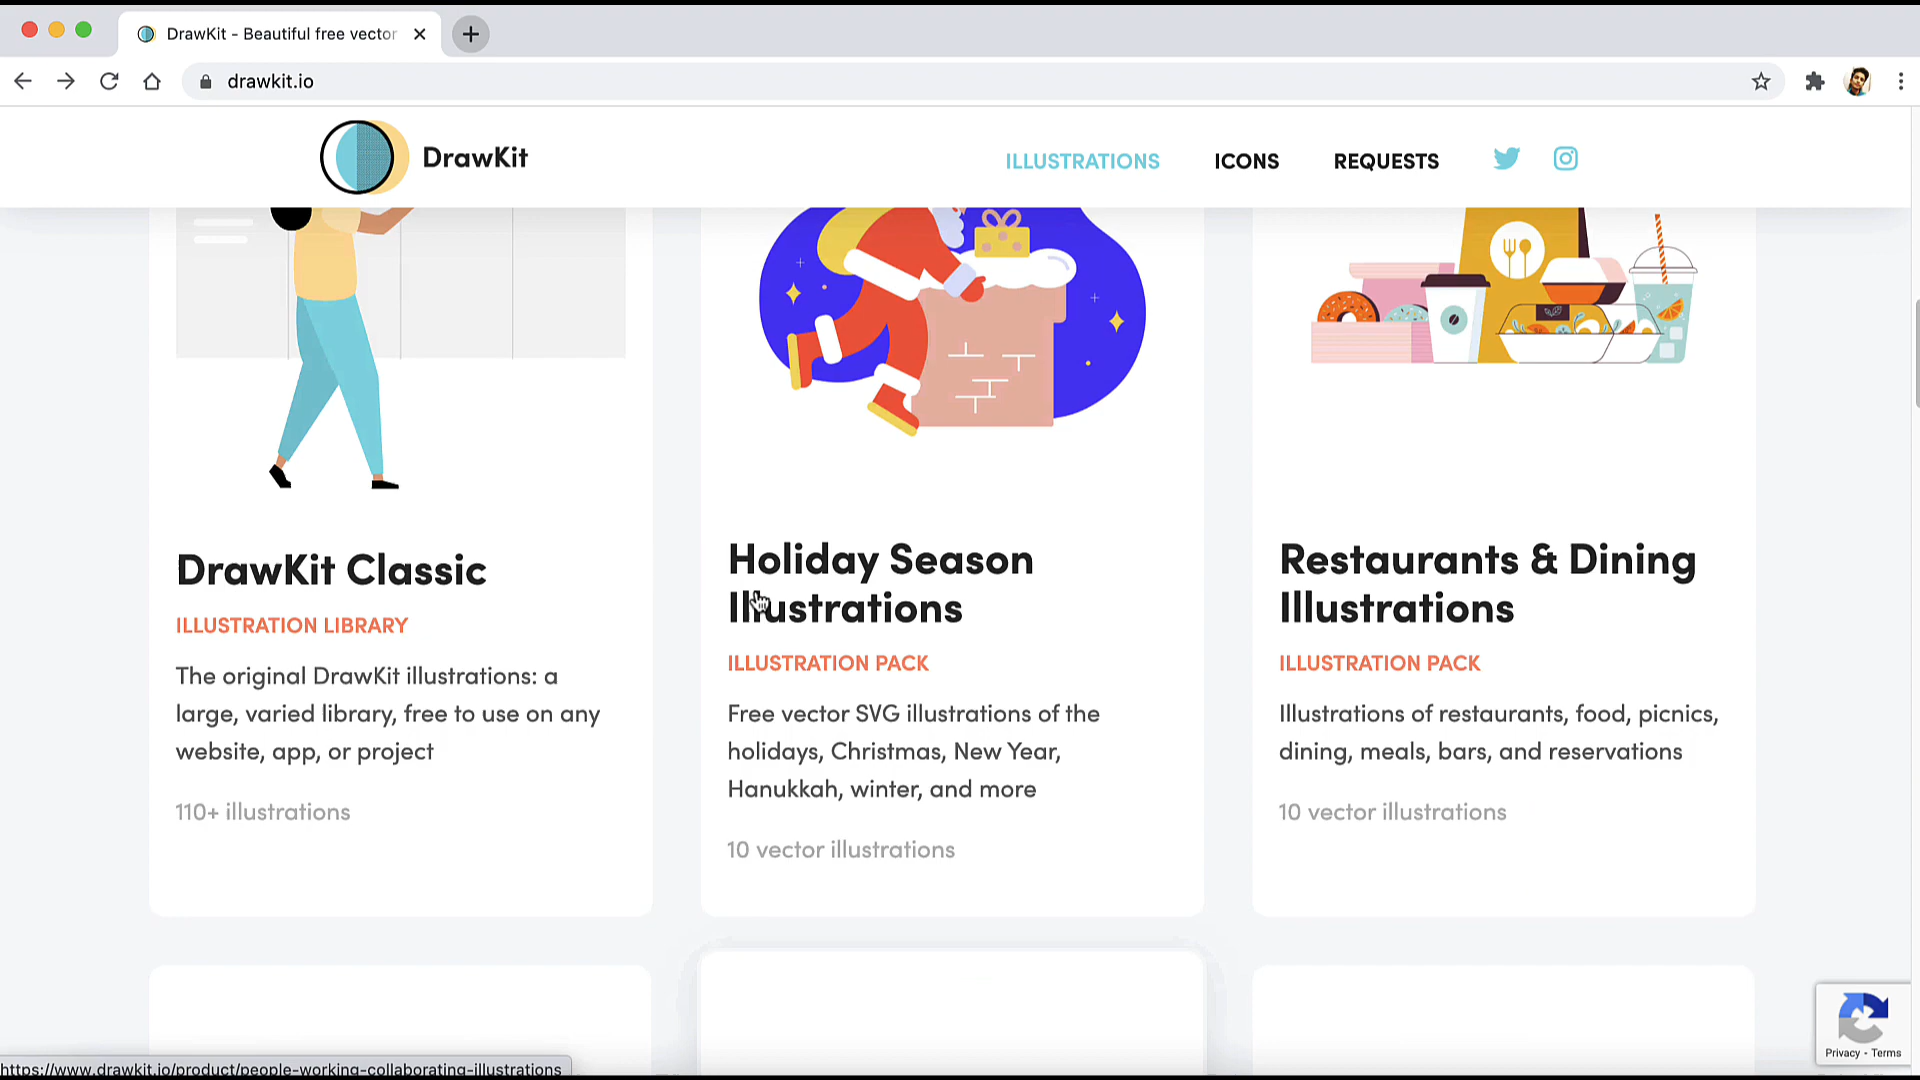 DrawKit - Beautiful free vector
drawkit.io
DrawKit
ILLUSTRATIONS
ICONS
REQUESTS
DrawKit Classic
ILLUSTRATION LIBRARY
The original DrawKit illustrations: a
large, varied library, free to use on any
website, app, or project
110+ illustrations
Holiday Season
Illustrations
ILLUSTRATION PACK
Free vector SVG illustrations of the
holidays, Christmas, New Year,
Hanukkah, winter, and more
10 vector illustrations
Restaurants & Dining
Illustrations
ILLUSTRATION PACK
Illustrations of restaurants, food, picnics,
dining, meals, bars, and reservations
10 vector illustrations
Privacy - Terms
https://www.drawkit.io/product/people-working-collaborating-illustrations